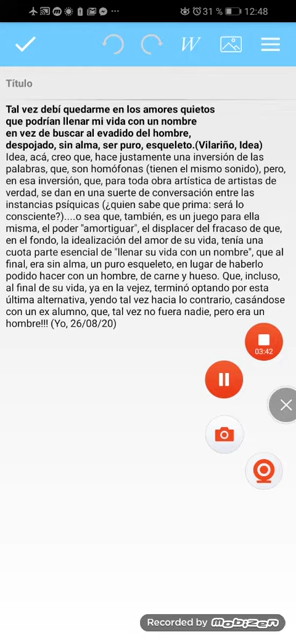 31 % 12:48
W
Título
Tal vez debí quedarme en los amores quietos
que podrían llenar mi vida con un nombre
en vez de buscar al evadido del hombre,
despojado, sin alma, ser puro, esqueleto.(Vilariño, Idea)
Idea, acá, creo que, hace justamente una inversión de las
palabras, que, son homófonas (tienen el mismo sonido), pero,
en esa inversión, que, para toda obra artística de artistas de
verdad, se dan en una suerte de conversación entre las
instancias psíquicas (¿quien sabe que prima: será lo
consciente?)....o sea que, también, es un juego para ella
misma, el poder "amortiguar", el displacer del fracaso de que,
en el fondo, la idealización del amor de su vida, tenía una
cuota parte esencial de "llenar su vida con un nombre", que al
final, era sin alma, un puro esqueleto, en lugar de haberlo
podido hacer con un hombre, de carne y hueso. Que, incluso,
al final de su vida, ya en la vejez, terminó optando por esta
última alternativa, yendo tal vez hacia lo contrario, casándose
con un ex alumno, que, tal vez no fuera nadie, pero era un
hombre!!! (Yo, 26/08/20)
03:42
Recorded by mobizen